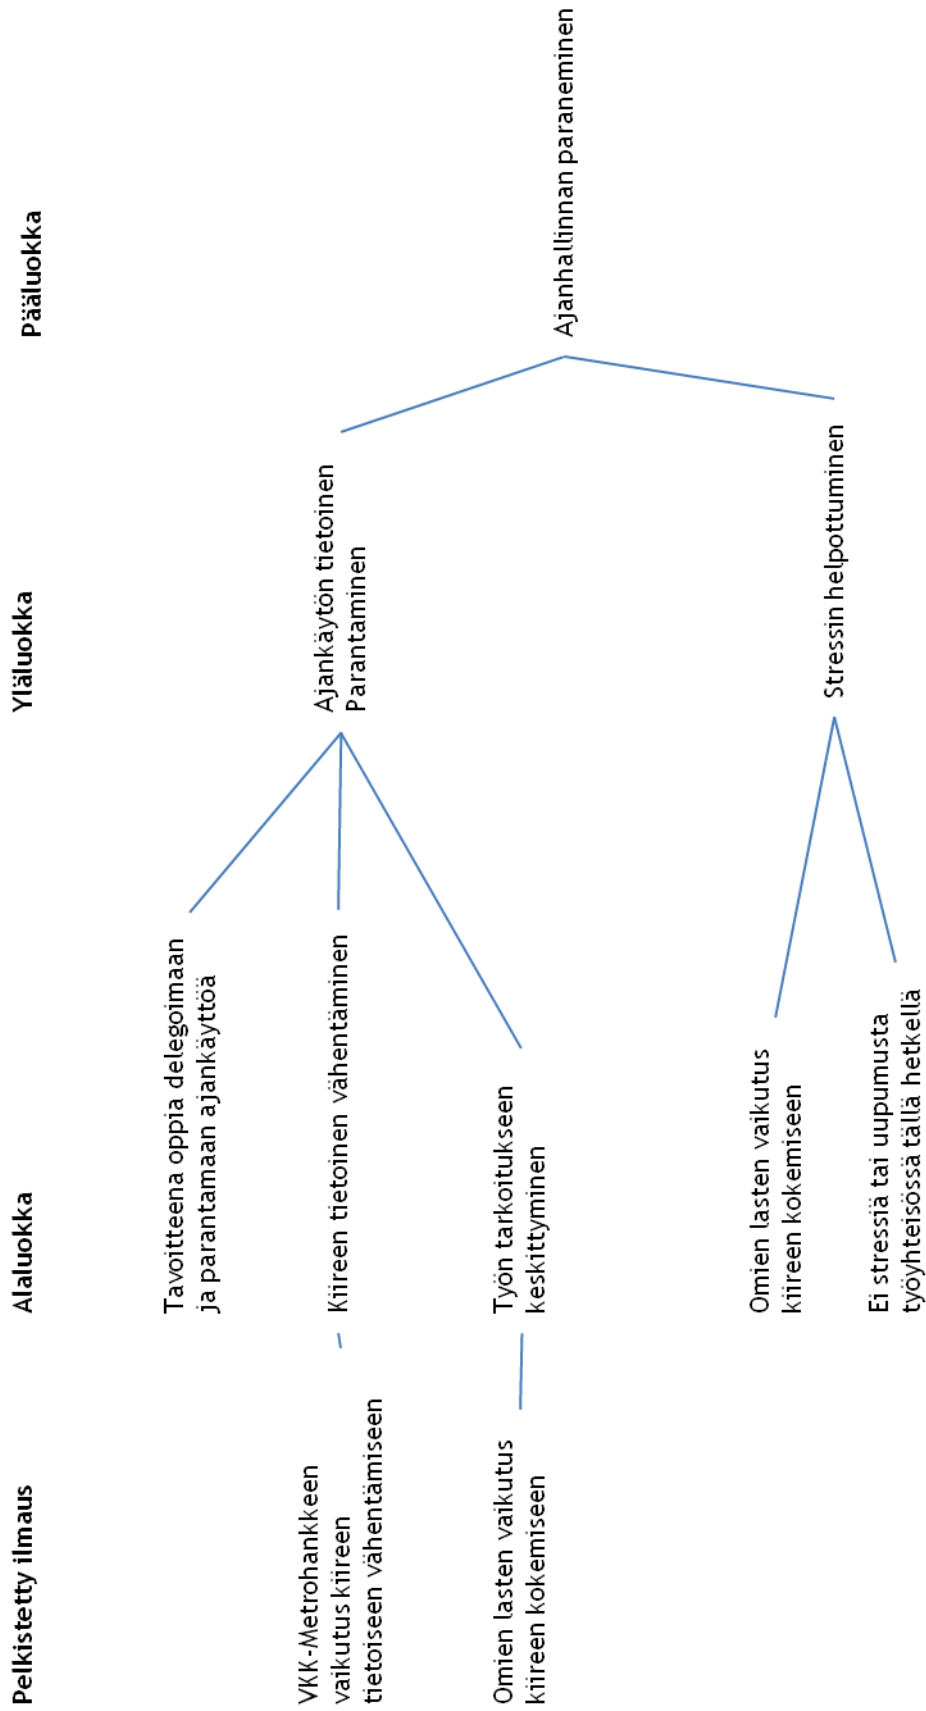 Pelkistetty ilmaus
Alaluokka
Yläluokka
Pääluokka
Tavoitteena oppia delegoimaan
ja parantamaan ajankäyttöä
VKK-Metrohankkeen
vaikutus kiireen
tietoiseen vähentämiseen
Kiireen tietoinen vähentäminen
Ajankäytön tietoinen
Parantaminen
Omien lasten vaikutus
kiireen kokemiseen
Työn tarkoitukseen
keskittyminen
Ajanhallinnan paraneminen
Omien lasten vaikutus
kiireen kokemiseen
Stressin helpottuminen
Ei stressiä tai uupumusta
työyhteisössä tällä hetkellä